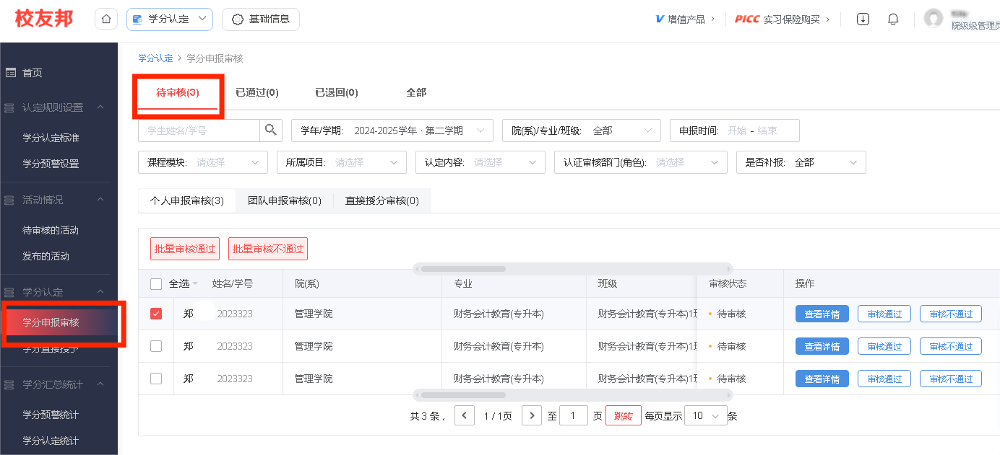 校友邦 学分认定 基础信息 增值产品 PICC 实习保险购买 院级级管理员
首页
认定规则设置
学分认定标准
学分预警设置
活动情况
待审核的活动
发布的活动
学分认定
学分申报审核
学分直接授予
学分汇总统计
学分预警统计
学分认定统计
学分认定 > 学分申报审核
待审核(3) 已通过(0) 已退回(0) 全部
学生姓名/学号 学年/学期: 2024-2025学年 · 第二学期 院(系)/专业/班级: 全部 申报时间: 开始 - 结束
课程模块: 请选择 所属项目: 请选择 认定内容: 请选择 认证审核部门(角色): 请选择 是否补报: 全部
个人申报审核(3) 团队申报审核(0) 直接授分审核(0)
批量审核通过 批量审核不通过
全选 姓名/学号 院(系) 专业 班级 审核状态 操作
郑 2023323 管理学院 财务会计教育(专升本) 财务会计教育(专升本)1班 待审核 查看详情 审核通过 审核不通过
郑 2023323 管理学院 财务会计教育(专升本) 财务会计教育(专升本)1班 待审核 查看详情 审核通过 审核不通过
郑 2023323 管理学院 财务会计教育(专升本) 财务会计教育(专升本)1班 待审核 查看详情 审核通过 审核不通过
共 3 条， 1 / 1页 至 1 页 跳转 每页显示 10 条